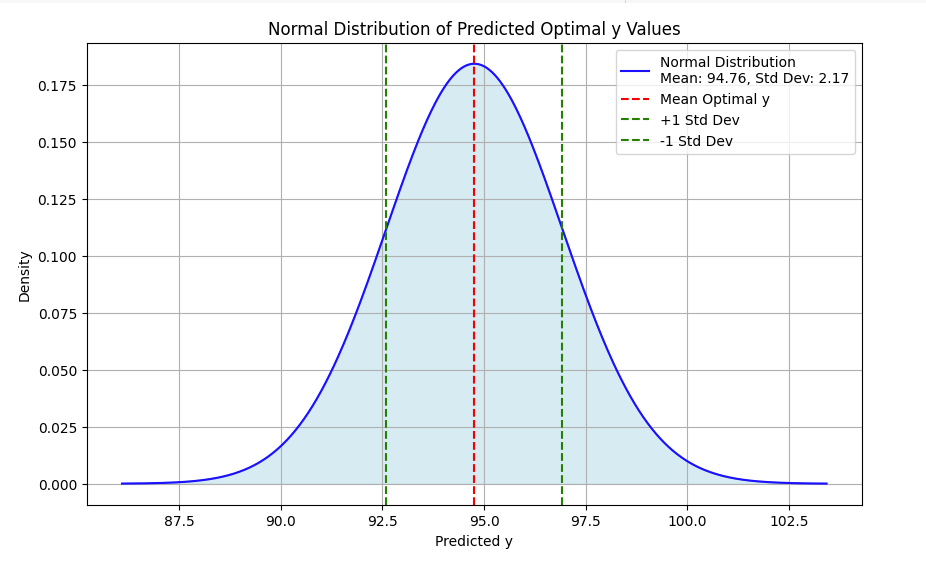 Normal Distribution of Predicted Optimal y Values
Normal Distribution
Mean: 94.76, Std Dev: 2.17
Mean Optimal y
+1 Std Dev
-1 Std Dev
0.175
0.150
0.125
0.100
0.075
0.050
0.025
0.000
Density
87.5 90.0 92.5 95.0 97.5 100.0 102.5
Predicted y